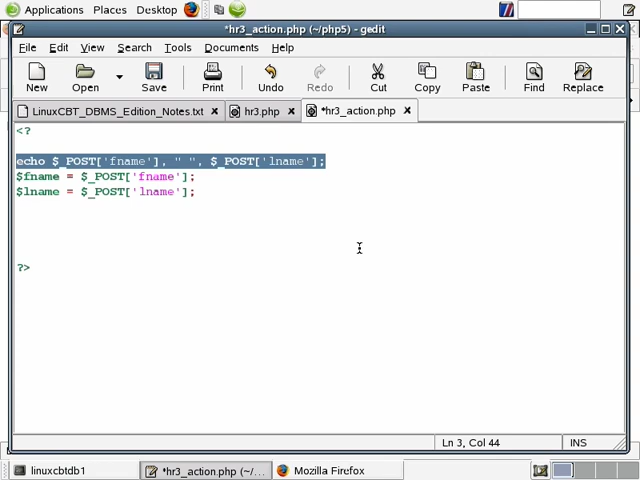 Applications Places Desktop
*hr3_action.php (~/php5) - gedit
File Edit View Search Tools Documents Help
New Open Save Print Undo Redo Cut Copy Paste Find Replace
LinuxCBT_DBMS_Edition_Notes.txt hr3.php *hr3_action.php
<?
echo $_POST['fname'], " ", $_POST['lname'];
$fname = $_POST['fname'];
$lname = $_POST['lname'];
?>
Ln 3, Col 44 INS
linuxcbtdb1 *hr3_action.php (~/... Mozilla Firefox